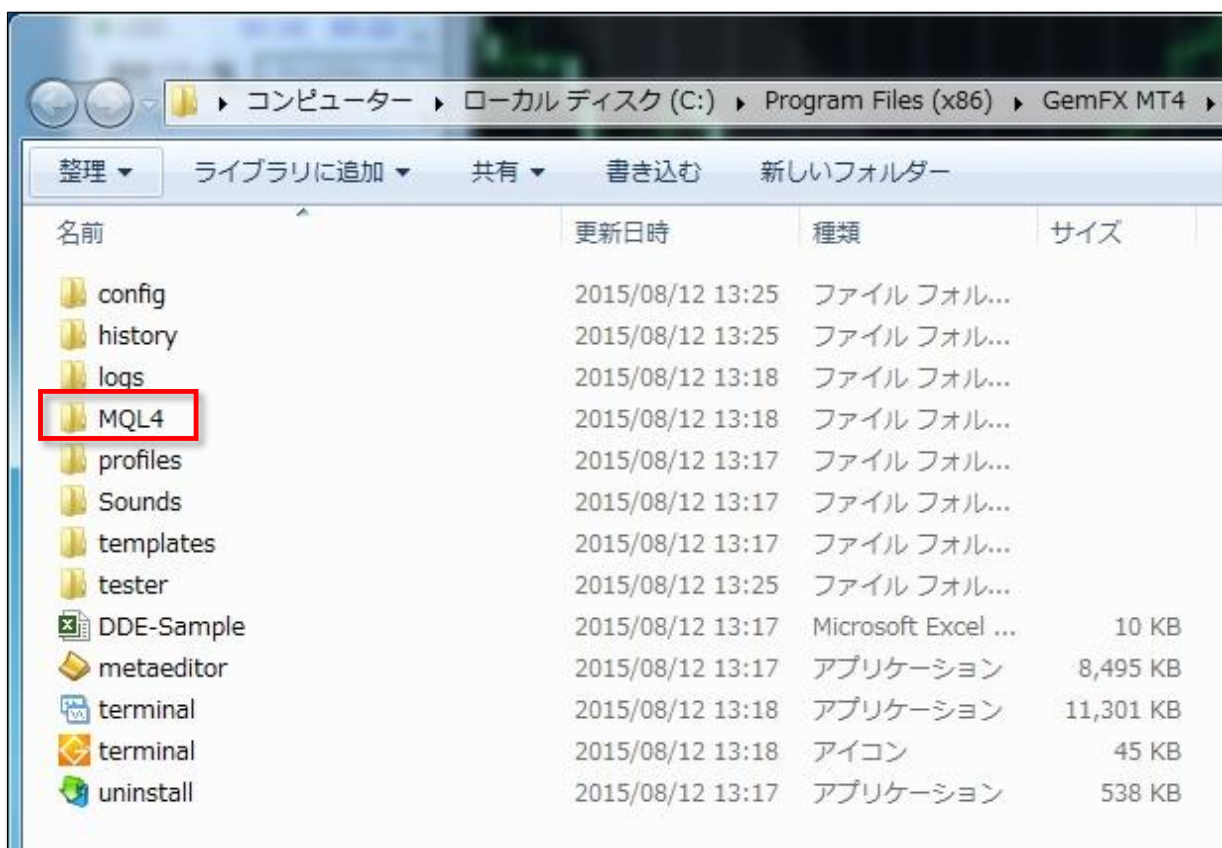 コンピューター ローカル ディスク (C:) Program Files (x86) GemFX MT4
整理 ライブラリに追加 共有 書き込む 新しいフォルダー
名前 更新日時 種類 サイズ
config 2015/08/12 13:25 ファイル フォル...
history 2015/08/12 13:25 ファイル フォル...
logs 2015/08/12 13:18 ファイル フォル...
MQL4 2015/08/12 13:18 ファイル フォル...
profiles 2015/08/12 13:17 ファイル フォル...
Sounds 2015/08/12 13:17 ファイル フォル...
templates 2015/08/12 13:17 ファイル フォル...
tester 2015/08/12 13:25 ファイル フォル...
DDE-Sample 2015/08/12 13:17 Microsoft Excel ... 10 KB
metaeditor 2015/08/12 13:17 アプリケーション 8,495 KB
terminal 2015/08/12 13:18 アプリケーション 11,301 KB
terminal 2015/08/12 13:18 アイコン 45 KB
uninstall 2015/08/12 13:17 アプリケーション 538 KB